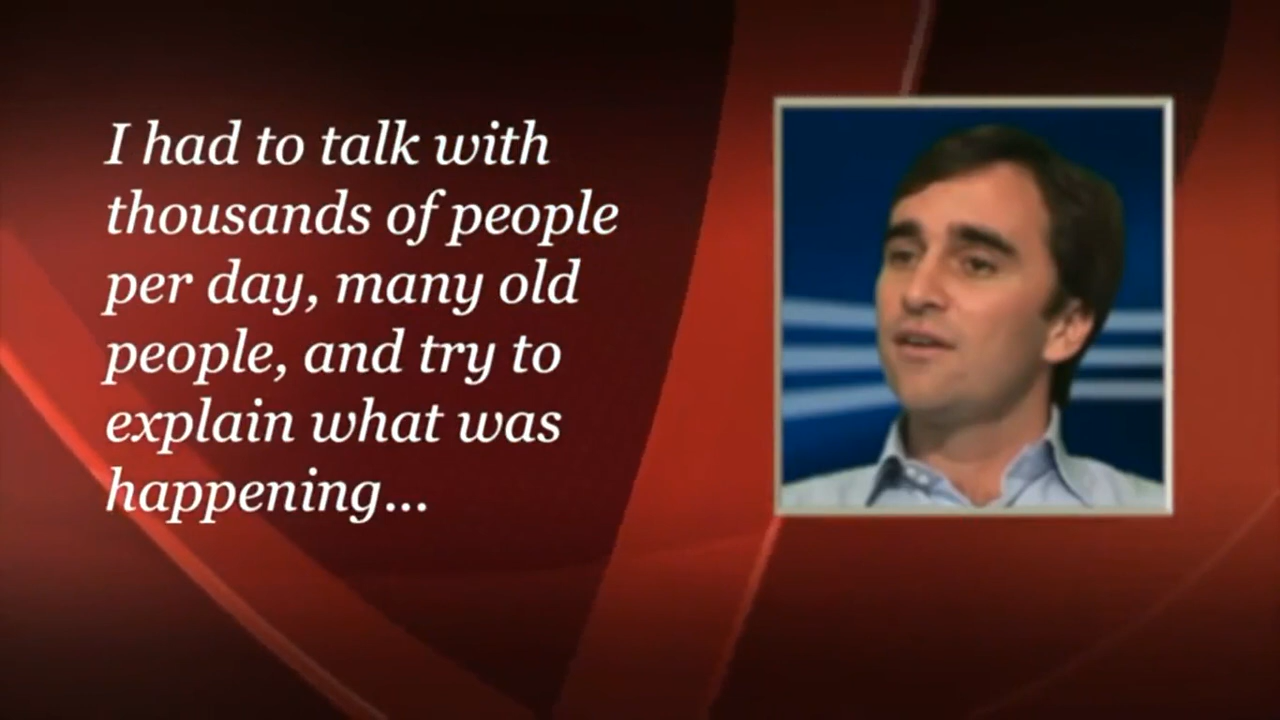 I had to talk with
thousands of people
per day, many old
people, and try to
explain what was
happening...